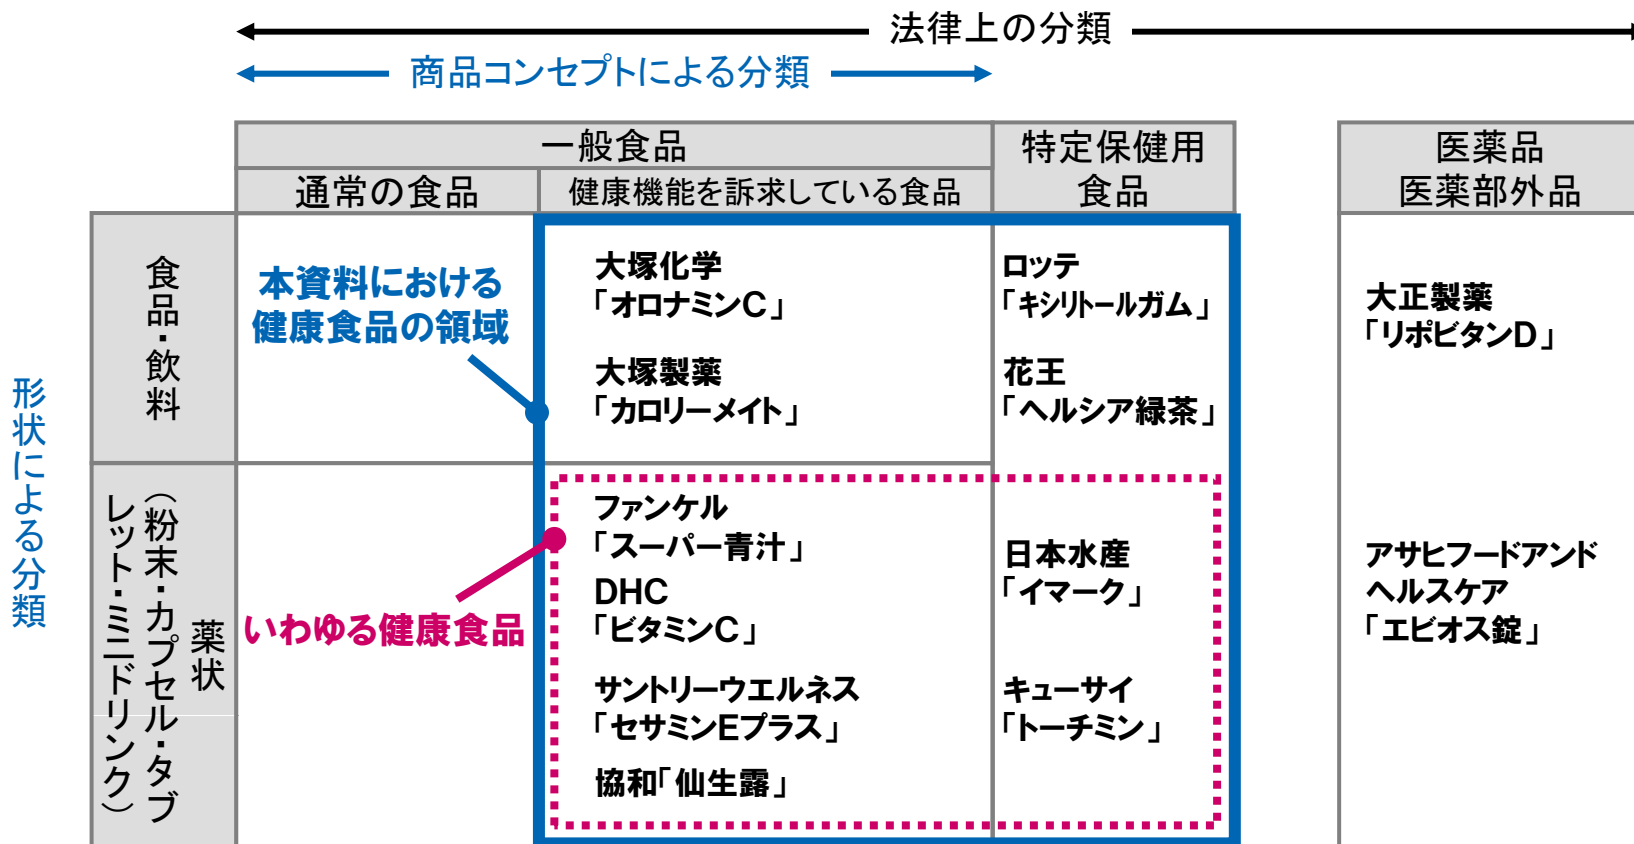 法律上の分類
商品コンセプトによる分類
一般食品
特定保健用
食品
医薬品
医薬部外品
通常の食品
健康機能を訴求している食品
形状による分類
食品・飲料
本資料における
健康食品の領域
大塚化学
「オロナミンC」
大塚製薬
「カロリーメイト」
ロッテ
「キシリトールガム」
花王
「ヘルシア緑茶」
大正製薬
「リポビタンD」
薬状
（粉末・カプセル・タブ
レット・ミニドリンク）
いわゆる健康食品
ファンケル
「スーパー青汁」
DHC
「ビタミンC」
サントリーウエルネス
「セサミンEプラス」
協和「仙生露」
日本水産
「イマーク」
キューサイ
「トーチミン」
アサヒフードアンド
ヘルスケア
「エビオス錠」